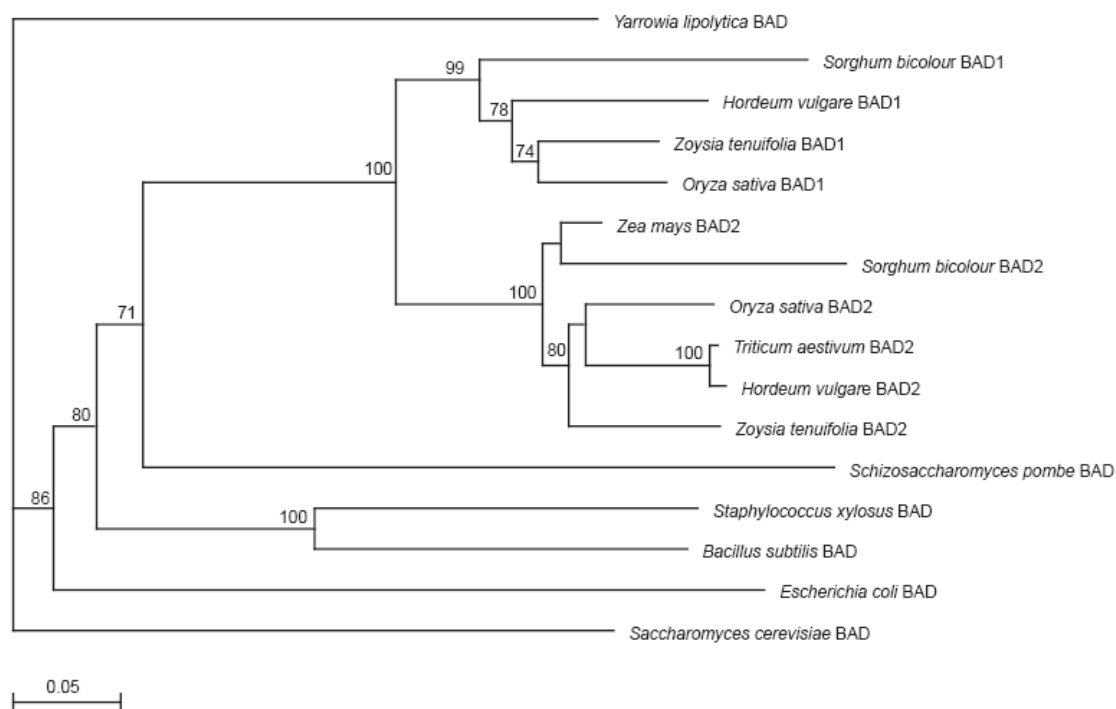 Yarrowia lipolytica BAD
99
Sorghum bicolour BAD1
78
Hordeum vulgare BAD1
74
Zoysia tenuifolia BAD1
100
Oryza sativa BAD1
Zea mays BAD2
Sorghum bicolour BAD2
100
Oryza sativa BAD2
71
Triticum aestivum BAD2
80
100
Hordeum vulgare BAD2
80
Zoysia tenuifolia BAD2
Schizosaccharomyces pombe BAD
86
100
Staphylococcus xylosus BAD
Bacillus subtilis BAD
Escherichia coli BAD
Saccharomyces cerevisiae BAD
0.05